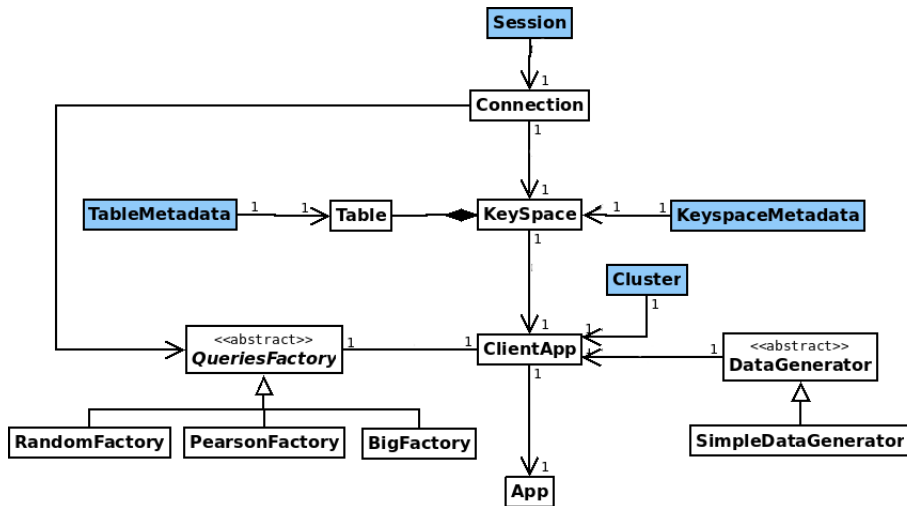 Session
1
Connection
1
1
TableMetadata
1
1
Table
KeySpace
1
1
KeyspaceMetadata
1
Cluster
1
<<abstract>>
QueriesFactory
1
1
1
ClientApp
1
1
1
<<abstract>>
DataGenerator
1
RandomFactory
PearsonFactory
BigFactory
SimpleDataGenerator
1
App